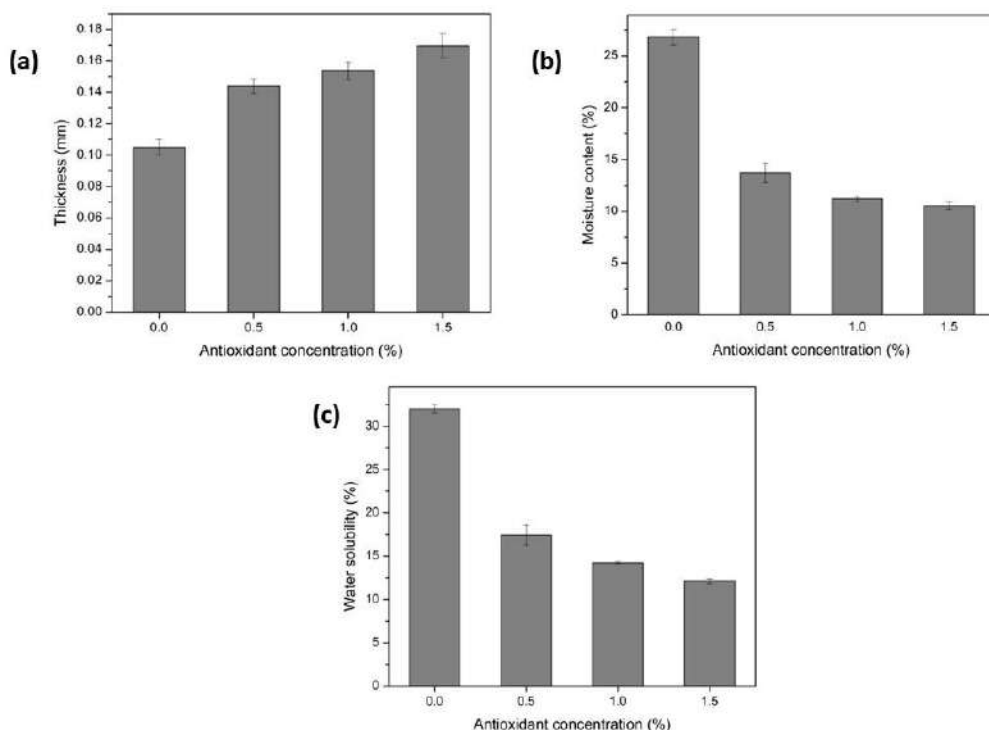 (a)
Thickness (mm)
0.18
0.16
0.14
0.12
0.10
0.08
0.06
0.04
0.02
0.00
0.0 0.5 1.0 1.5
Antioxidant concentration (%)
(b)
Moisture content (%)
25
20
15
10
5
0
0.0 0.5 1.0 1.5
Antioxidant concentration (%)
(c)
Water solubility (%)
30
25
20
15
10
5
0
0.0 0.5 1.0 1.5
Antioxidant concentration (%)